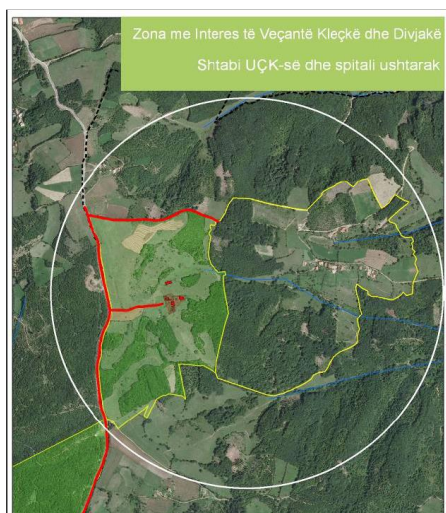 Zona me Interes të Veçantë Kleçkë dhe Divjakë
Shtabi UÇK-së dhe spitali ushtarak